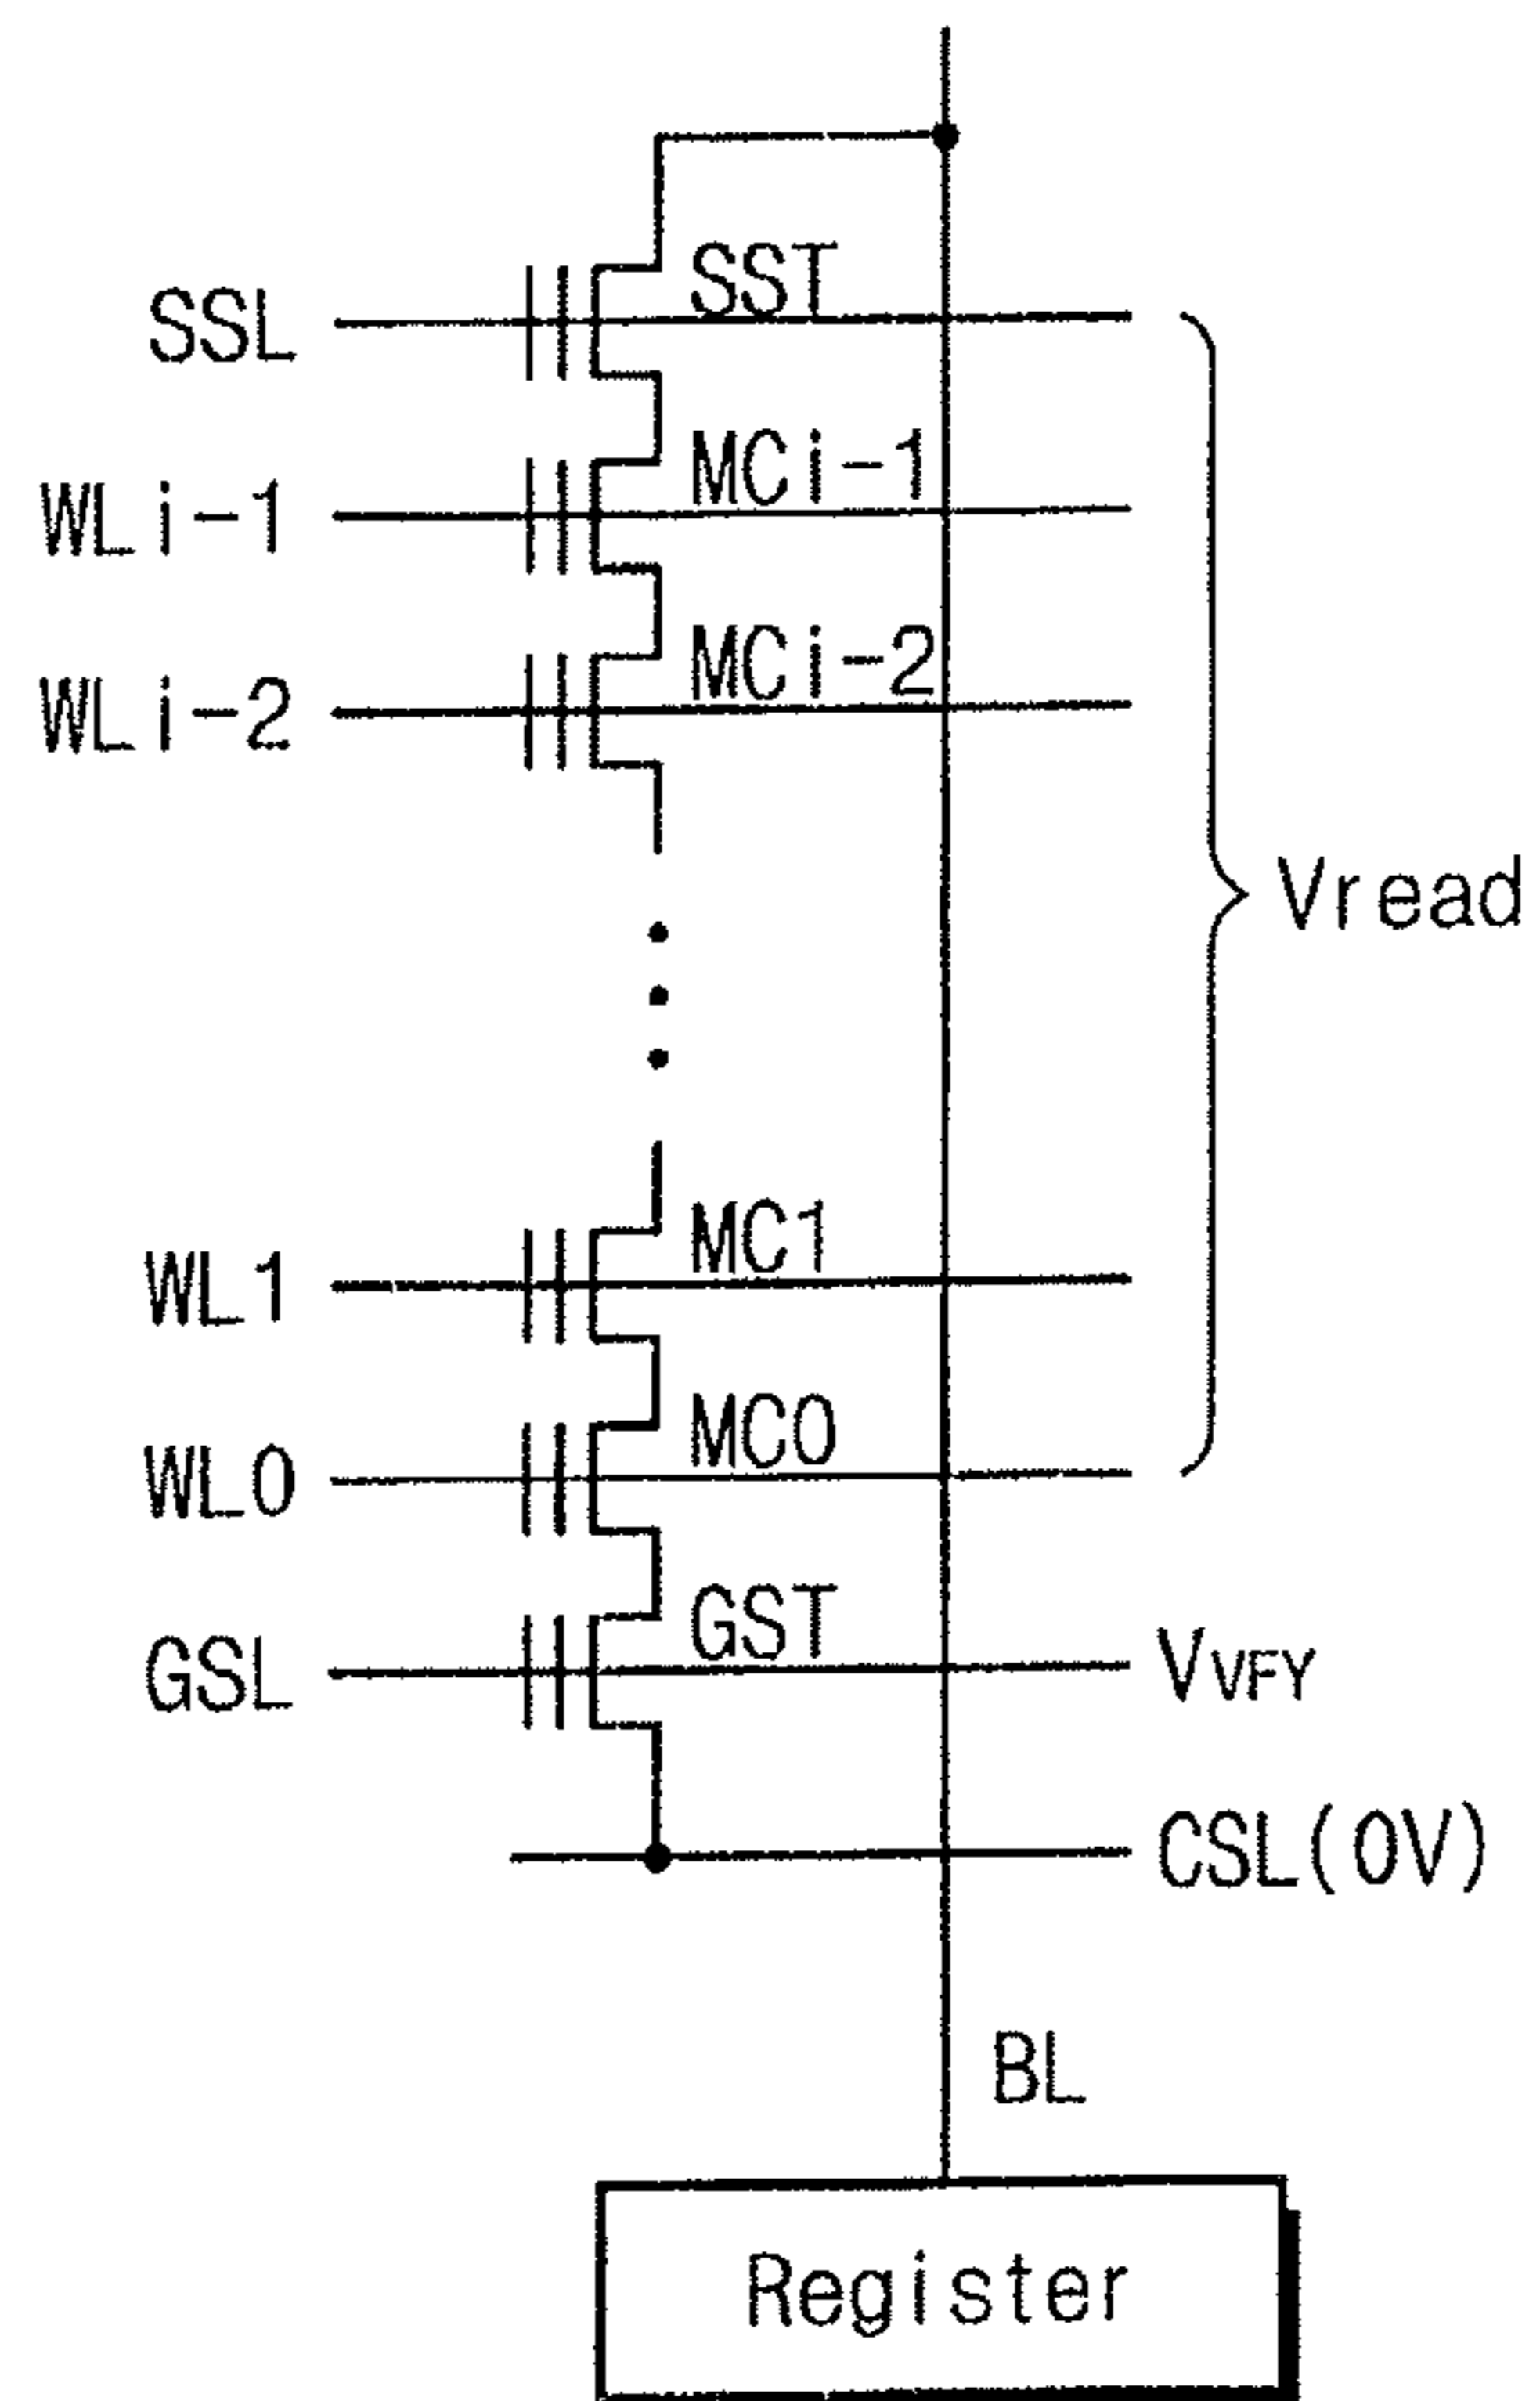 SST
SSL
MCi-1
WLi-1
MCi-2
WLi-2
Vread
MC1
WL1
MC0
WL0
GST
GSL
VVFY
CSL(0V)
BL
Register